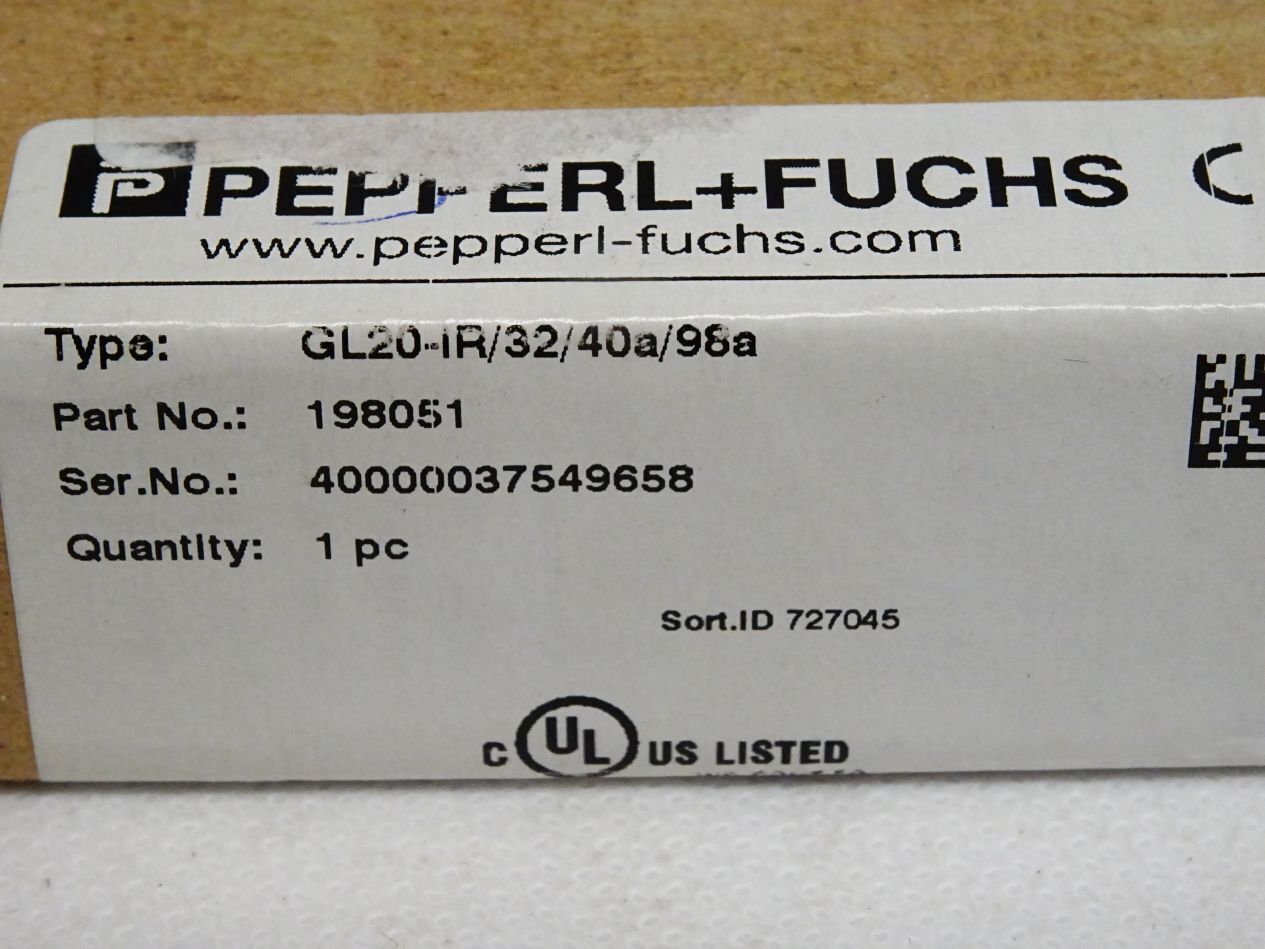 PEPPERL+FUCHS
www.pepperl-fuchs.com
Type: GL20-IR/32/40a/98a
Part No.: 198051
Ser.No.: 40000037549658
Quantity: 1 pc
Sort.ID 727045
C UL US LISTED